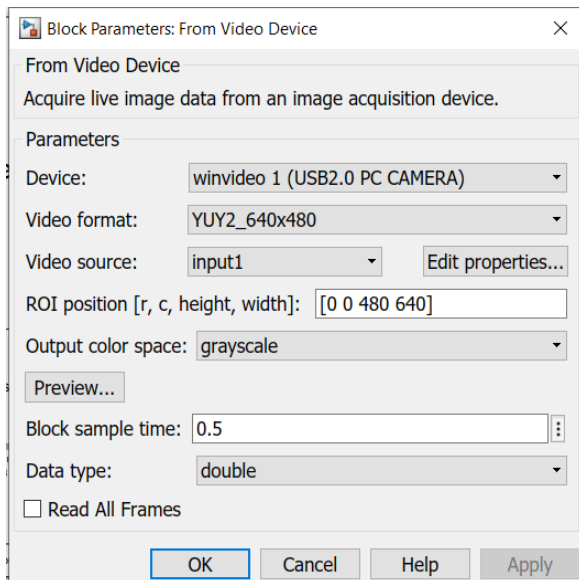 Block Parameters: From Video Device
From Video Device
Acquire live image data from an image acquisition device.
Parameters
Device: winvideo 1 (USB2.0 PC CAMERA)
Video format: YUY2_640x480
Video source: input1 Edit properties...
ROI position [r, c, height, width]: [0 0 480 640]
Output color space: grayscale
Preview...
Block sample time: 0.5
Data type: double
Read All Frames
OK Cancel Help Apply